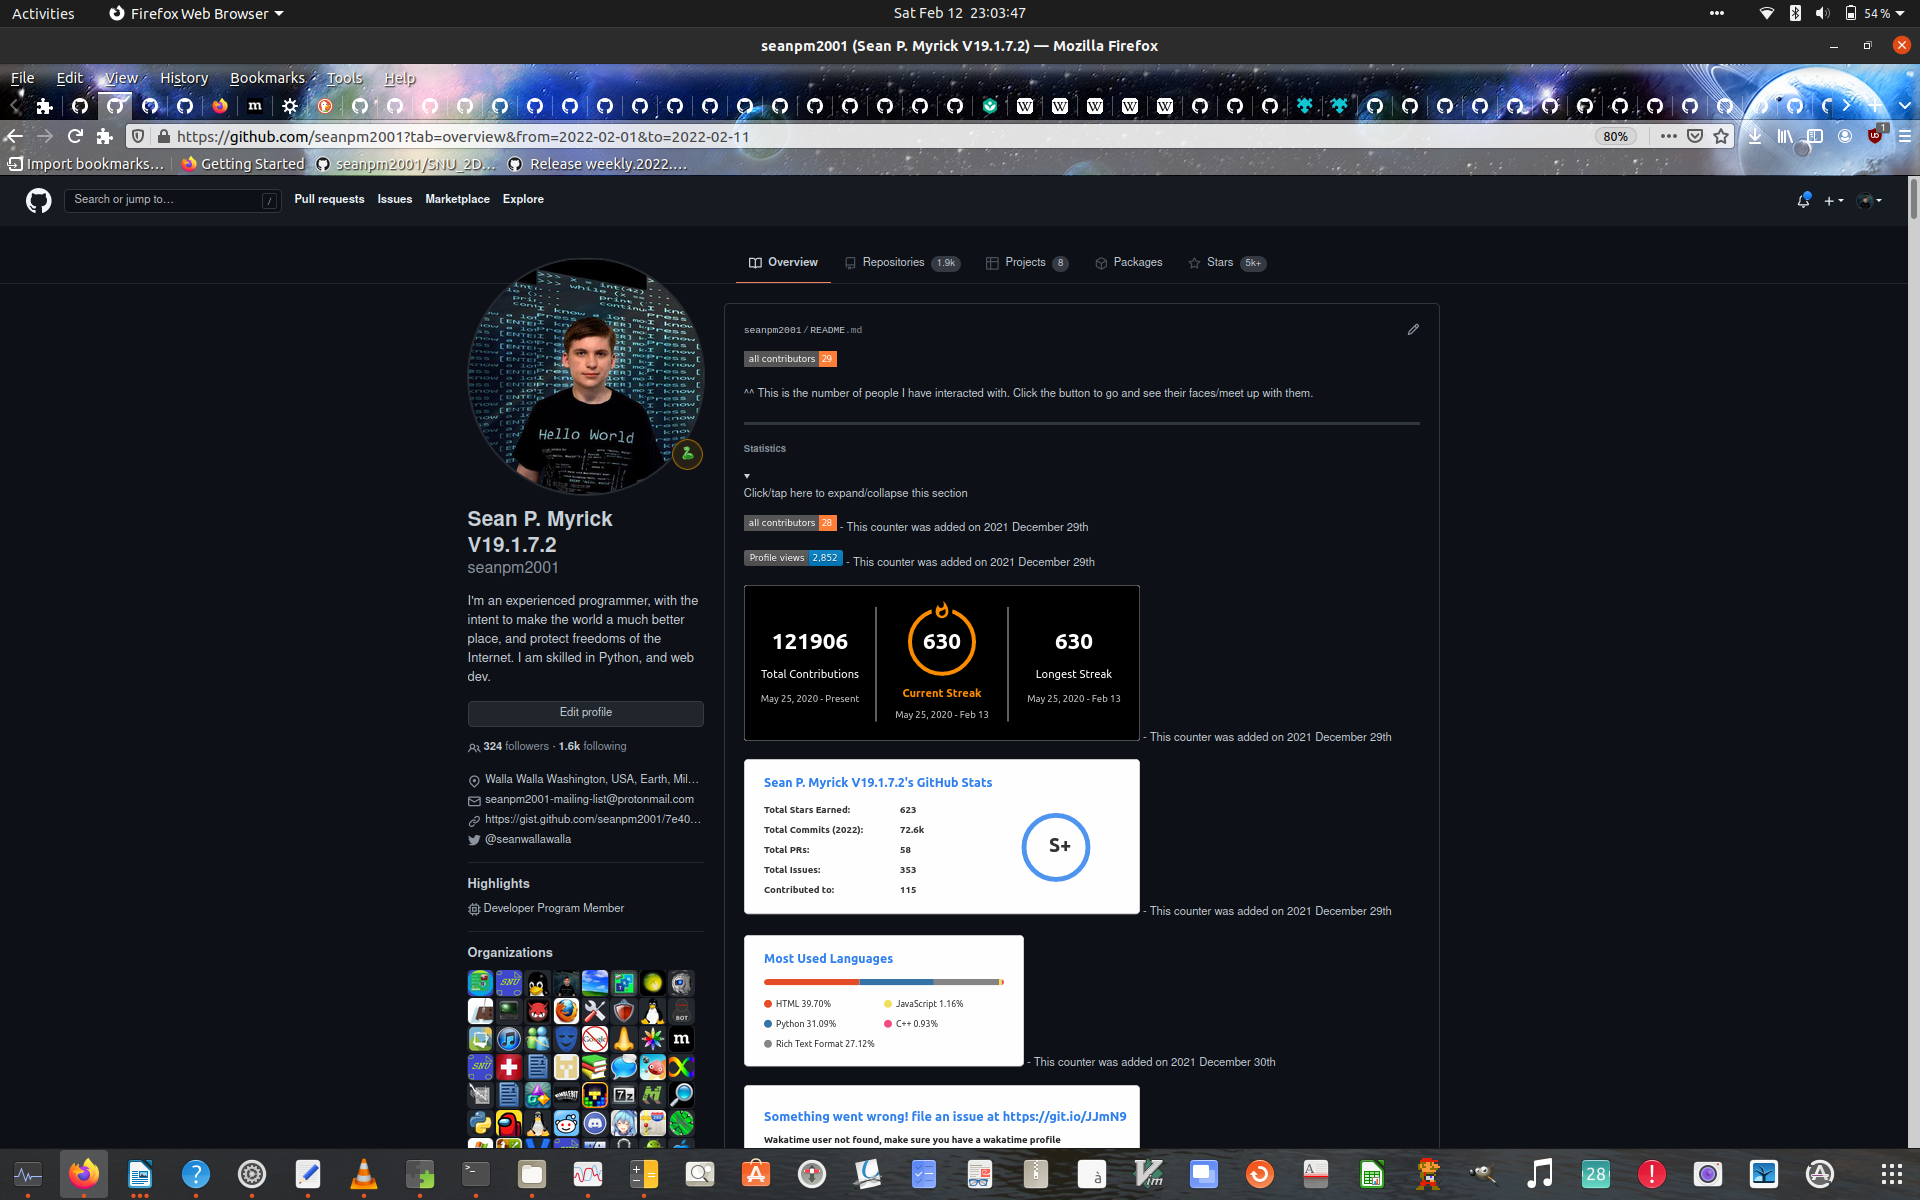 Activities
Firefox Web Browser
Sat Feb 12 23:03:47
54 %
seanpm2001 (Sean P. Myrick V19.1.7.2) — Mozilla Firefox
File Edit View History Bookmarks Tools Help
https://github.com/seanpm2001?tab=overview&from=2022-02-01&to=2022-02-11
80%
1
Import bookmarks...
Getting Started
seanpm2001/SNU_2D...
Release weekly.2022....
Search or jump to...
/
Pull requests
Issues
Marketplace
Explore
Overview
Repositories 1.9k
Projects 8
Packages
Stars 5k+
Hello World
Sean P. Myrick
V19.1.7.2
seanpm2001
I'm an experienced programmer, with the
intent to make the world a much better
place, and protect freedoms of the
Internet. I am skilled in Python, and web
dev.
Edit profile
324 followers · 1.6k following
Walla Walla Washington, USA, Earth, Mil...
seanpm2001-mailing-list@protonmail.com
https://gist.github.com/seanpm2001/7e40...
@seanwallawalla
Highlights
Developer Program Member
Organizations
seanpm2001/README.md
all contributors 29
^^ This is the number of people I have interacted with. Click the button to go and see their faces/meet up with them.
Statistics
Click/tap here to expand/collapse this section
all contributors 28 - This counter was added on 2021 December 29th
Profile views 2,852 - This counter was added on 2021 December 29th
121906
Total Contributions
May 25, 2020 - Present
630
Current Streak
May 25, 2020 - Feb 13
630
Longest Streak
May 25, 2020 - Feb 13
- This counter was added on 2021 December 29th
Sean P. Myrick V19.1.7.2's GitHub Stats
Total Stars Earned: 623
Total Commits (2022): 72.6k
Total PRs: 58
Total Issues: 353
Contributed to: 115
S+
- This counter was added on 2021 December 29th
Most Used Languages
HTML 39.70%
JavaScript 1.16%
Python 31.09%
C++ 0.93%
Rich Text Format 27.12%
- This counter was added on 2021 December 30th
Something went wrong! file an issue at https://git.io/JJmN9
Wakatime user not found, make sure you have a wakatime profile
28